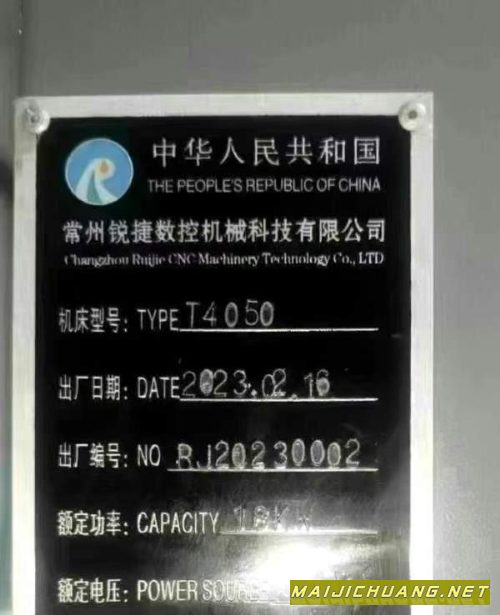 中华人民共和国
THE PEOPLE'S REPUBLIC OF CHINA
常州锐捷数控机械科技有限公司
Changzhou Ruijie CNC Machinery Technology Co., LTD
机床型号: TYPE T4050
出厂日期: DATE 2023.02.16
出厂编号: NO RJ20230002
额定功率: CAPACITY 18KW
额定电压: POWER
MAIJICHUANG.NET